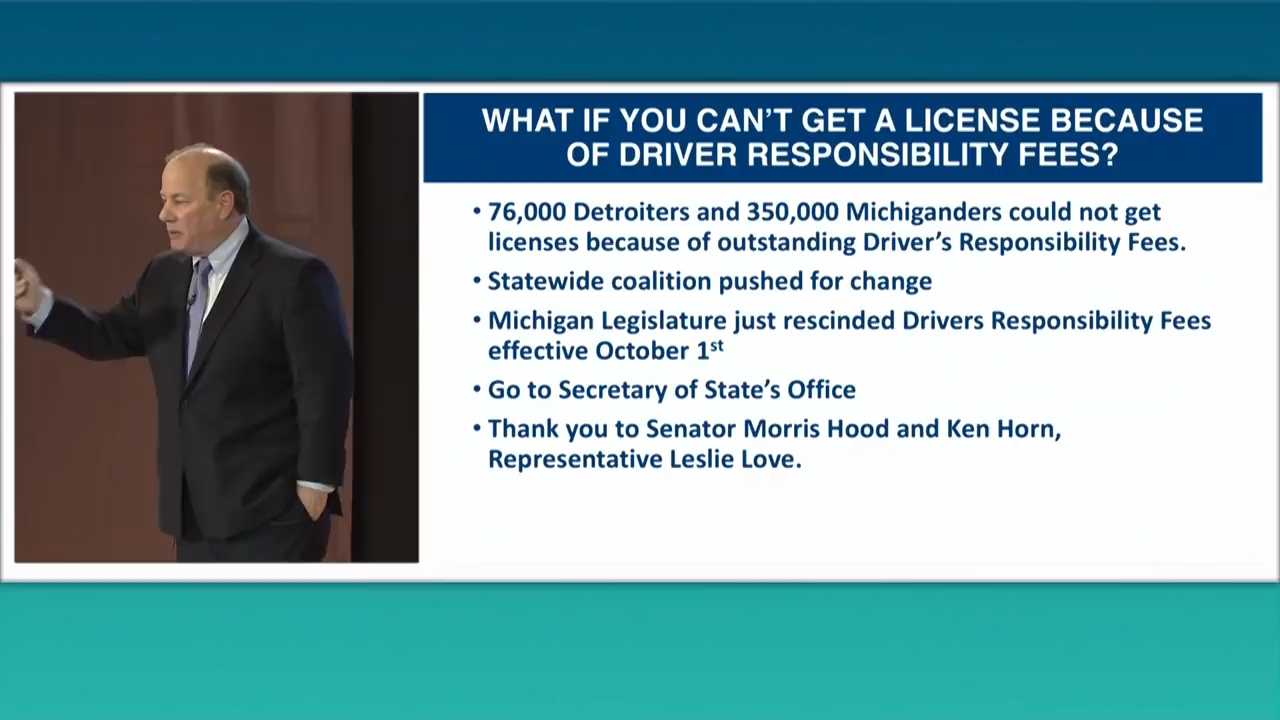 WHAT IF YOU CAN'T GET A LICENSE BECAUSE
OF DRIVER RESPONSIBILITY FEES?
• 76,000 Detroiters and 350,000 Michiganders could not get
licenses because of outstanding Driver's Responsibility Fees.
• Statewide coalition pushed for change
• Michigan Legislature just rescinded Drivers Responsibility Fees
effective October 1st
• Go to Secretary of State's Office
• Thank you to Senator Morris Hood and Ken Horn,
Representative Leslie Love.